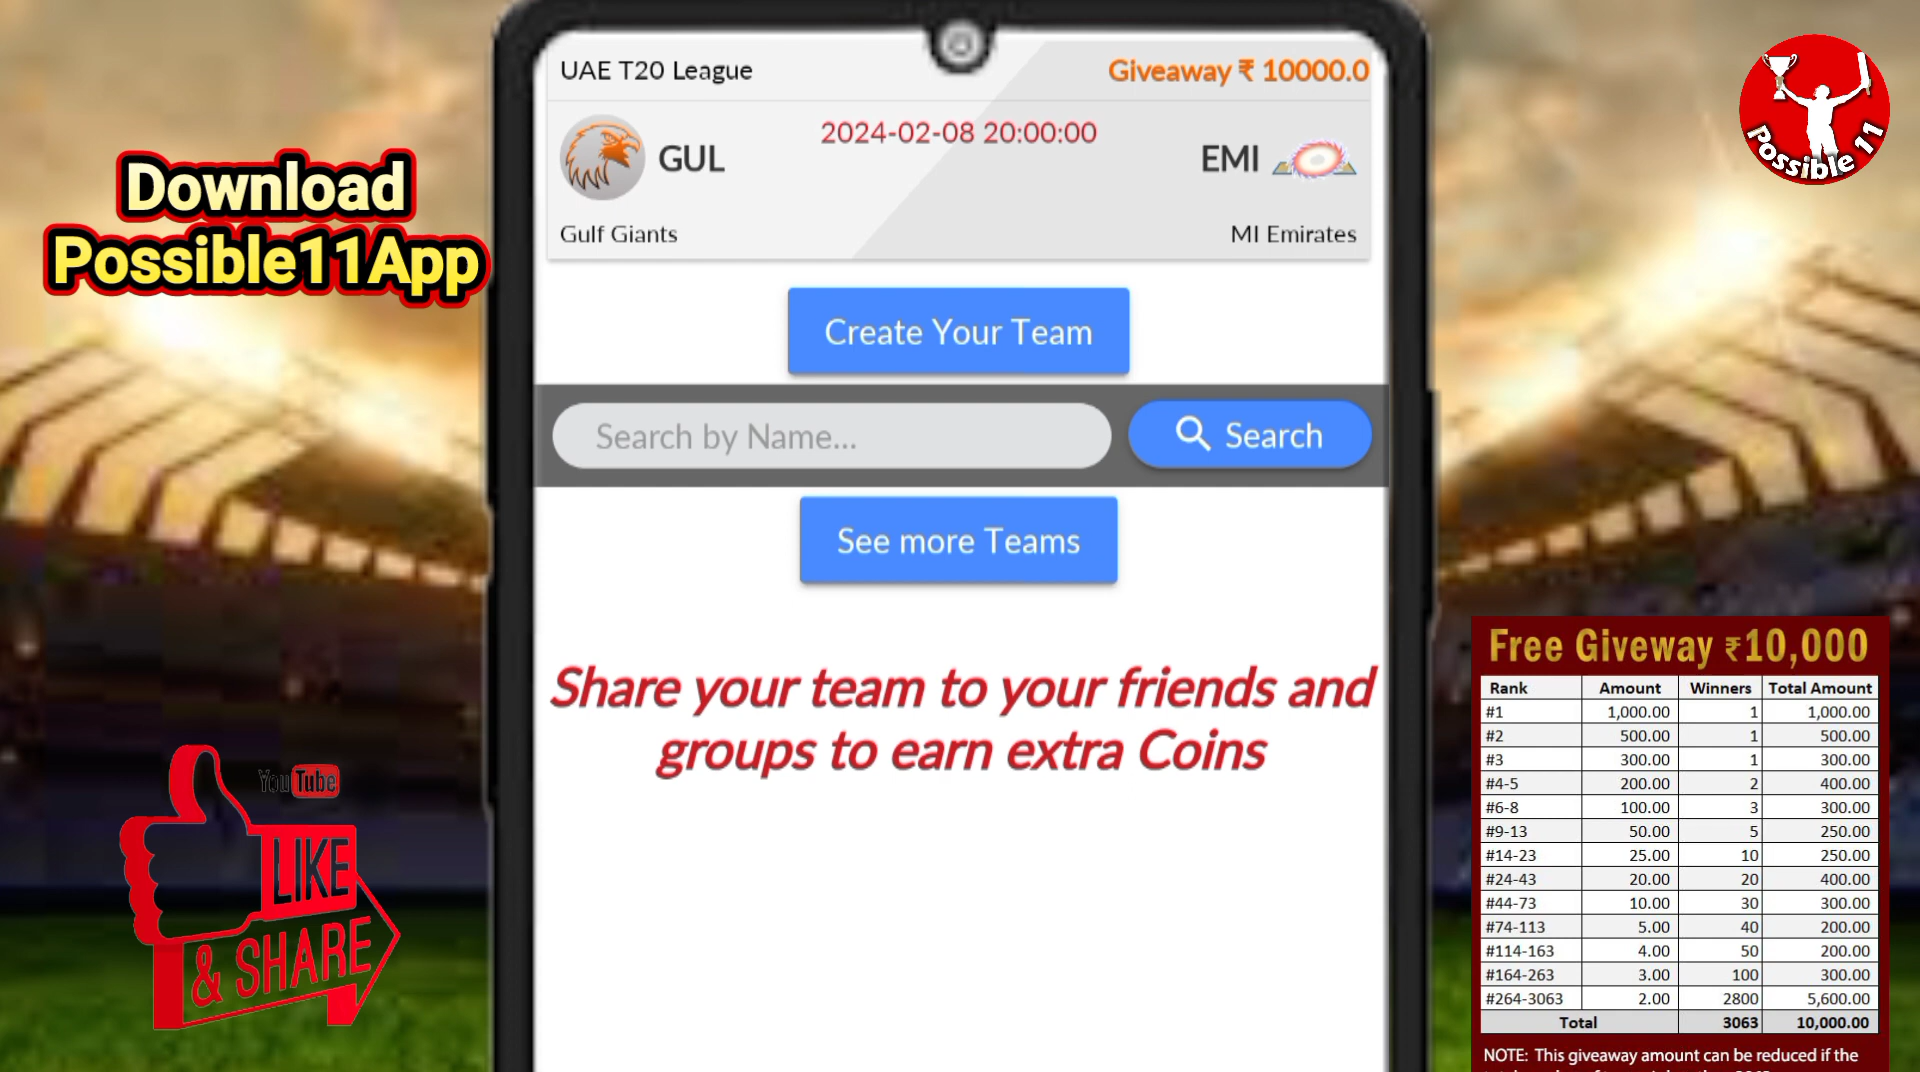 Download
Possible11App
UAE T20 League
Giveaway ₹ 10000.0
GUL
2024-02-08 20:00:00
EMI
Gulf Giants
MI Emirates
Create Your Team
Search by Name...
Search
See more Teams
Share your team to your friends and
groups to earn extra Coins
Possible 11
YouTube
LIKE
& SHARE
Free Giveway ₹10,000
Rank Amount Winners Total Amount
#1 1,000.00 1 1,000.00
#2 500.00 1 500.00
#3 300.00 1 300.00
#4-5 200.00 2 400.00
#6-8 100.00 3 300.00
#9-13 50.00 5 250.00
#14-23 25.00 10 250.00
#24-43 20.00 20 400.00
#44-73 10.00 30 300.00
#74-113 5.00 40 200.00
#114-163 4.00 50 200.00
#164-263 3.00 100 300.00
#264-3063 2.00 2800 5,600.00
Total 3063 10,000.00
NOTE: This giveaway amount can be reduced if the